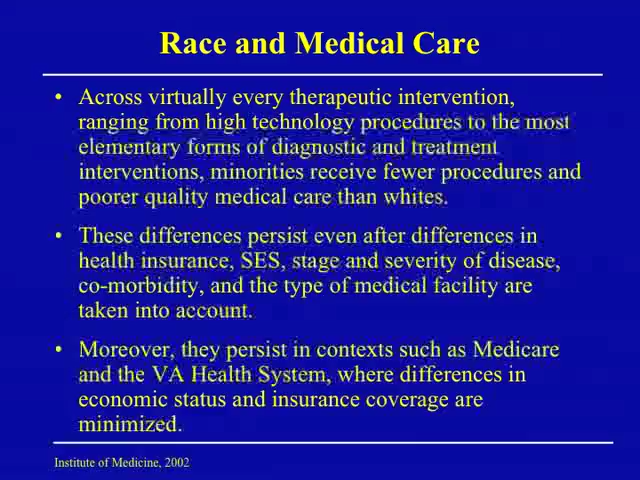 Race and Medical Care
• Across virtually every therapeutic intervention,
ranging from high technology procedures to the most
elementary forms of diagnostic and treatment
interventions, minorities receive fewer procedures and
poorer quality medical care than whites.
• These differences persist even after differences in
health insurance, SES, stage and severity of disease,
co-morbidity, and the type of medical facility are
taken into account.
• Moreover, they persist in contexts such as Medicare
and the VA Health System, where differences in
economic status and insurance coverage are
minimized.
Institute of Medicine, 2002